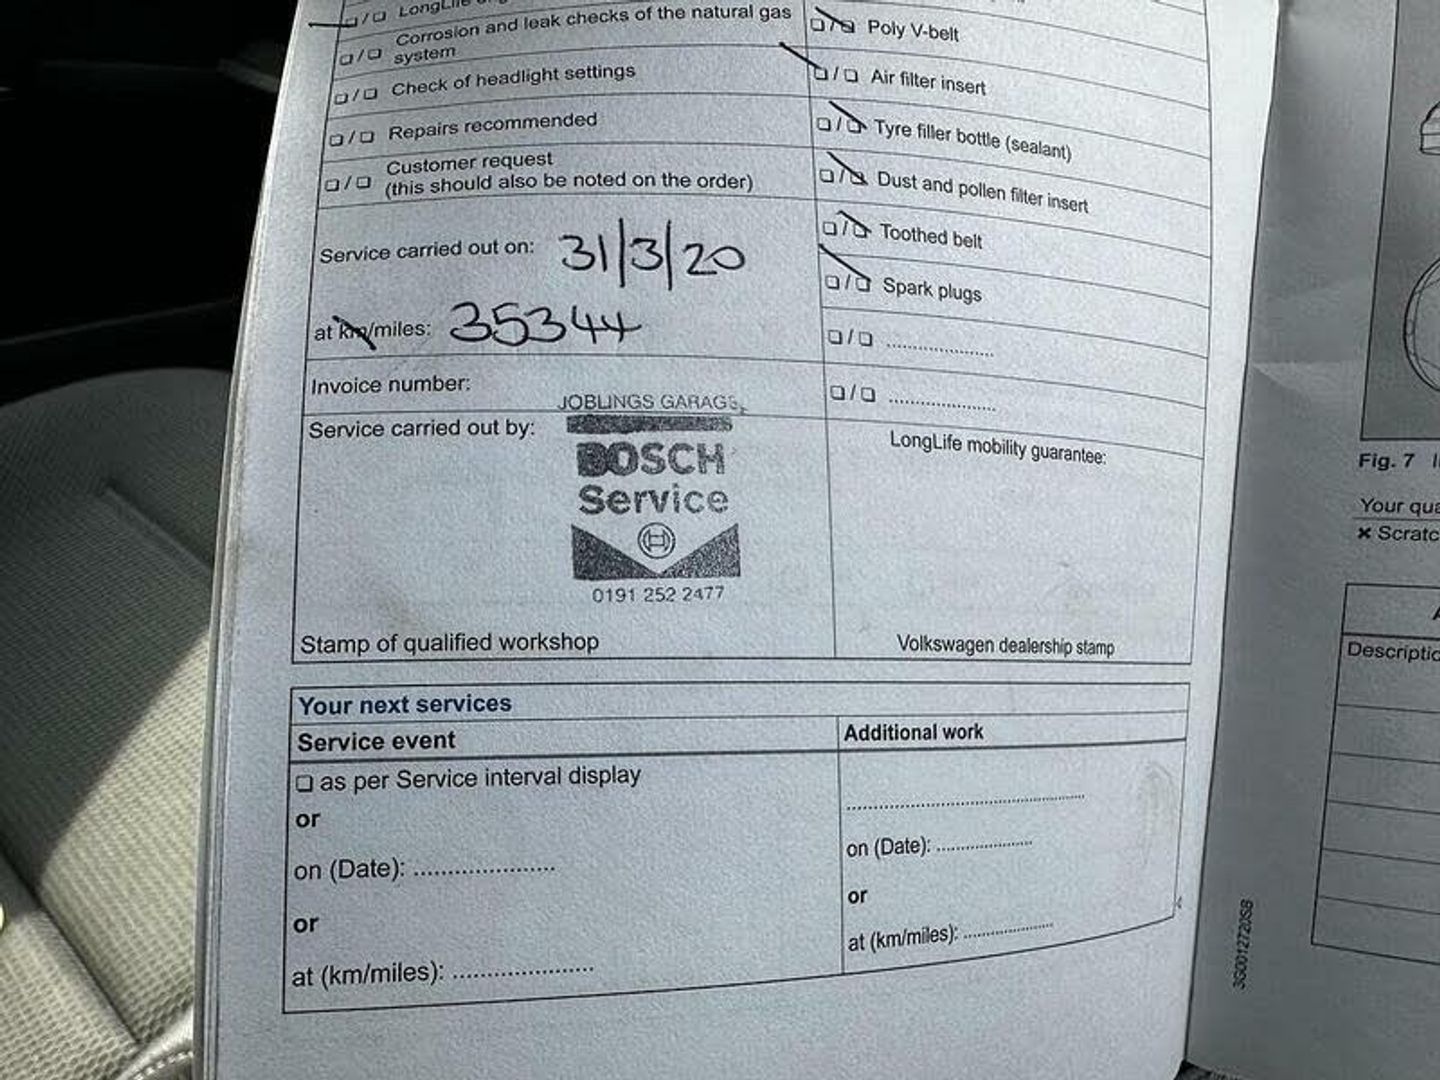 ❏/❏ LongLife
❏/❏ Corrosion and leak checks of the natural gas
system
❏/❏ Check of headlight settings
❏/❏ Repairs recommended
❏/❏ Customer request
(this should also be noted on the order)
Service carried out on: 31/3/20
at km/miles: 35344
Invoice number:
Service carried out by:
JOBLINGS GARAGE
BOSCH
Service
0191 252 2477
Stamp of qualified workshop
❏/❏ Poly V-belt
❏/❏ Air filter insert
❏/❏ Tyre filler bottle (sealant)
❏/❏ Dust and pollen filter insert
❏/❏ Toothed belt
❏/❏ Spark plugs
❏/❏ ....................
❏/❏ ....................
LongLife mobility guarantee:
Volkswagen dealership stamp
Your next services
Service event
❏ as per Service interval display
or
on (Date): .....................
or
at (km/miles): .....................
Additional work
.............................................
on (Date): ..................
or
at (km/miles): .................
3G0012720SB
Fig. 7
Your
× Scratc
Descriptio